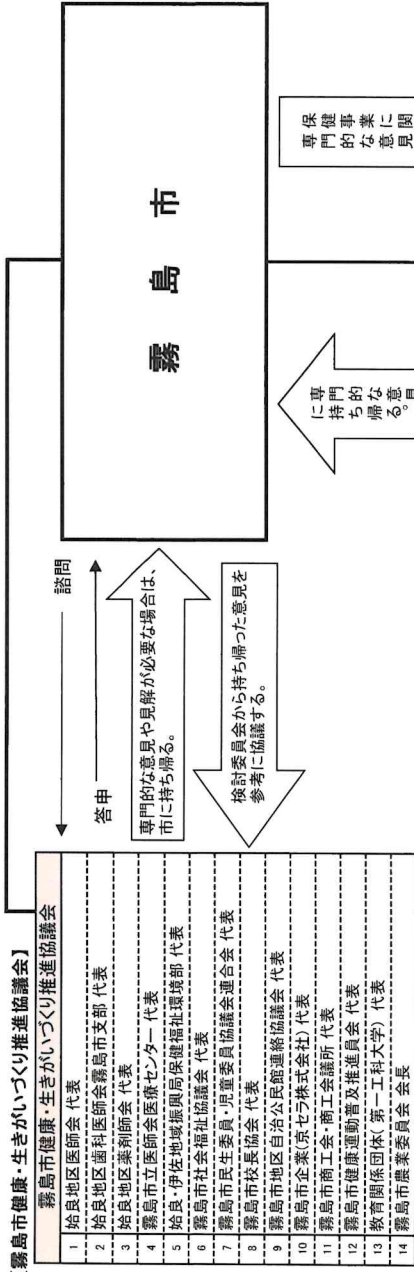 【霧島市健康・生きがいづくり推進協議会】
霧島市健康・生きがいづくり推進協議会
1 姶良地区医師会 代表
2 姶良地区歯科医師会霧島市支部 代表
3 姶良地区薬剤師会 代表
4 霧島市立医師会医療センター 代表
5 姶良・伊佐地域振興局保健福祉環境部 代表
6 霧島市社会福祉協議会 代表
7 霧島市民生委員・児童委員協議会連合会 代表
8 霧島市校長協会 代表
9 霧島市地区自治公民館連絡協議会 代表
10 霧島市企業(京セラ株式会社) 代表
11 霧島市商工会・商工会議所 代表
12 霧島市健康運動普及推進員会 代表
13 教育関係団体(第一工科大学) 代表
14 霧島市農業委員会 会長
諮問
答申
専門的な意見や見解が必要な場合は、
市に持ち帰る。
検討委員会から持ち帰った意見を
参考に協議する。
霧島市
専門的な意見
に持ち帰る。
保健事業に関
専門的な意見